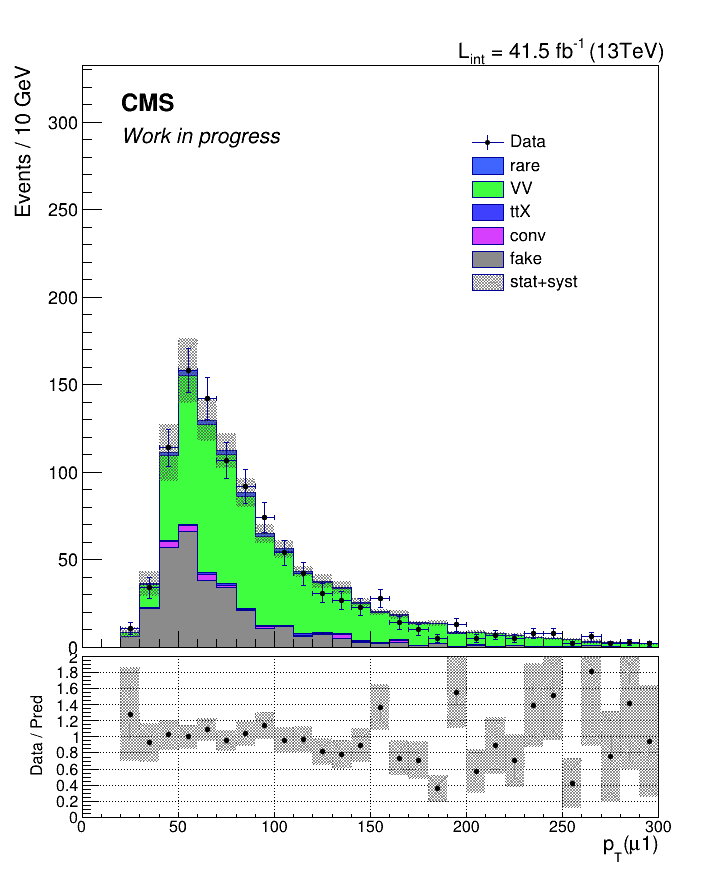 L_int = 41.5 fb^-1 (13TeV)
Events / 10 GeV
CMS
Work in progress
Data
rare
VV
ttX
conv
fake
stat+syst
300
250
200
150
100
50
0
Data / Pred
2
1.8
1.6
1.4
1.2
1
0.8
0.6
0.4
0.2
0
0 50 100 150 200 250 300
p_T(μ1)